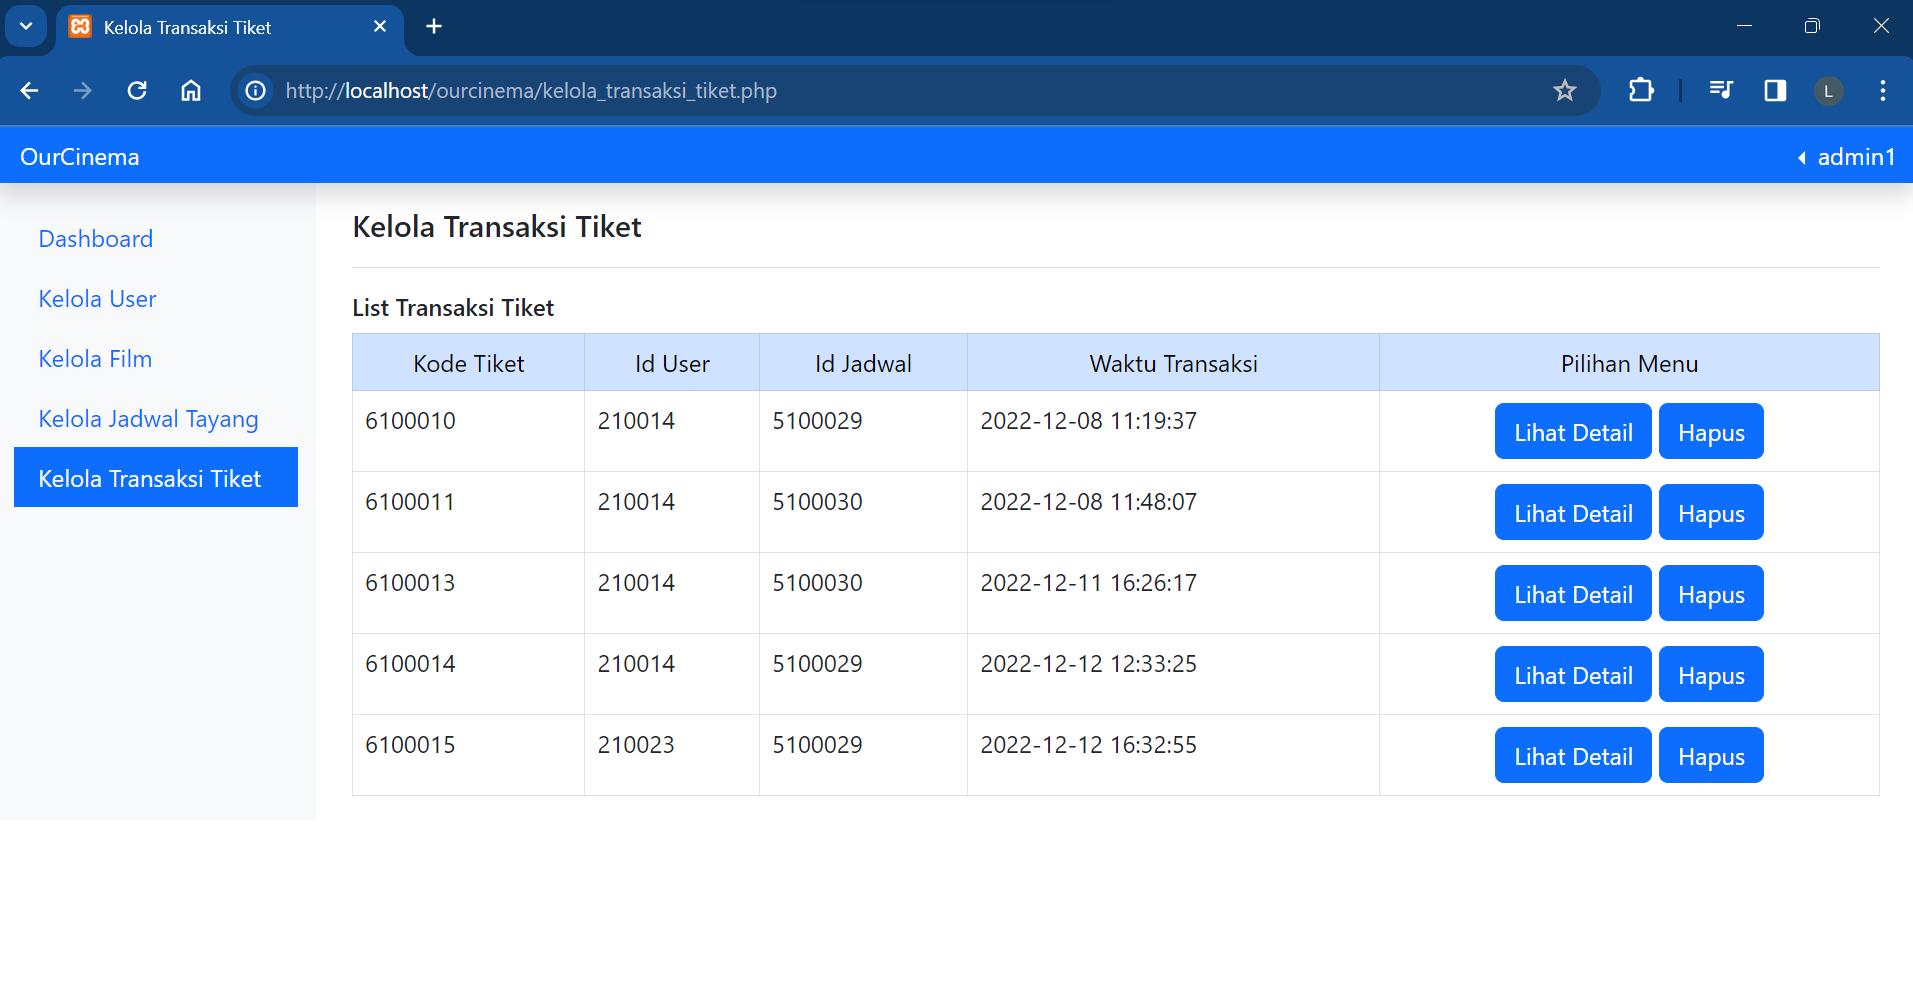 Kelola Transaksi Tiket
http://localhost/ourcinema/kelola_transaksi_tiket.php
L
OurCinema
admin1
Dashboard
Kelola User
Kelola Film
Kelola Jadwal Tayang
Kelola Transaksi Tiket
Kelola Transaksi Tiket
List Transaksi Tiket
Kode Tiket Id User Id Jadwal Waktu Transaksi Pilihan Menu
6100010 210014 5100029 2022-12-08 11:19:37 Lihat Detail Hapus
6100011 210014 5100030 2022-12-08 11:48:07 Lihat Detail Hapus
6100013 210014 5100030 2022-12-11 16:26:17 Lihat Detail Hapus
6100014 210014 5100029 2022-12-12 12:33:25 Lihat Detail Hapus
6100015 210023 5100029 2022-12-12 16:32:55 Lihat Detail Hapus